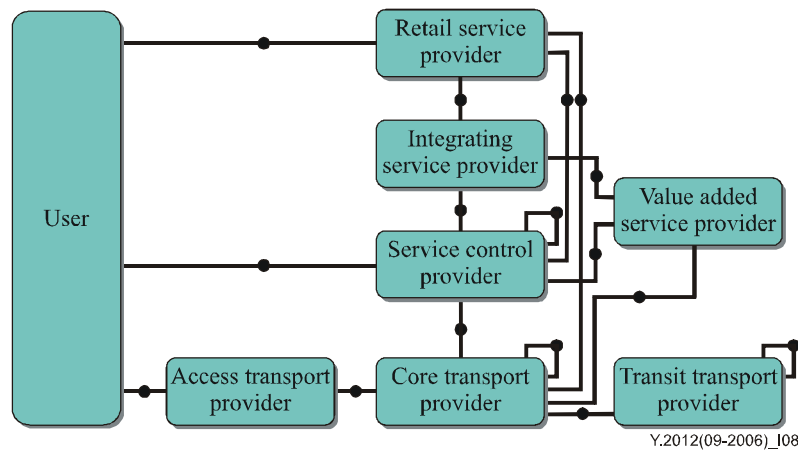 Retail service
provider
Integrating
service provider
Value added
service provider
User
Service control
provider
Access transport
provider
Core transport
provider
Transit transport
provider
Y.2012(09-2006)_I08